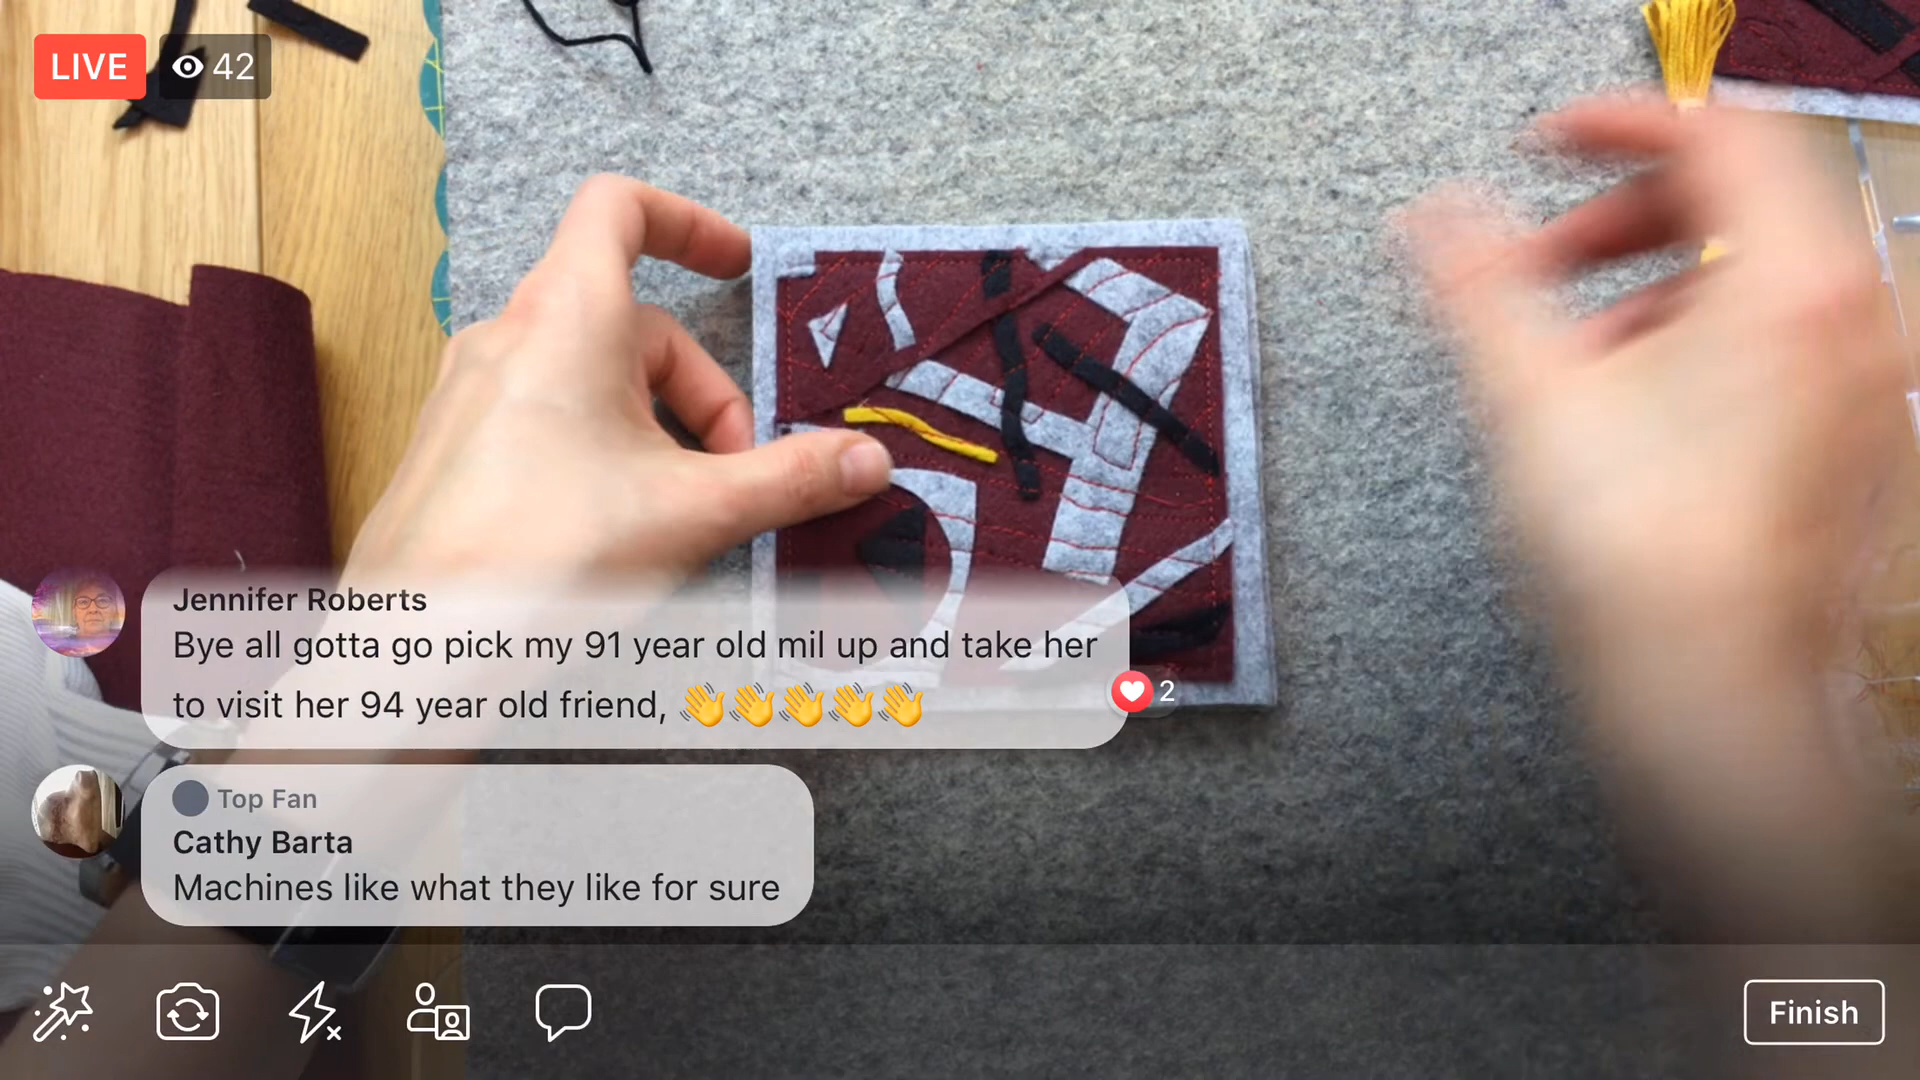 LIVE 42
Jennifer Roberts
Bye all gotta go pick my 91 year old mil up and take her
to visit her 94 year old friend, 👋👋👋👋👋
2
Top Fan
Cathy Barta
Machines like what they like for sure
Finish